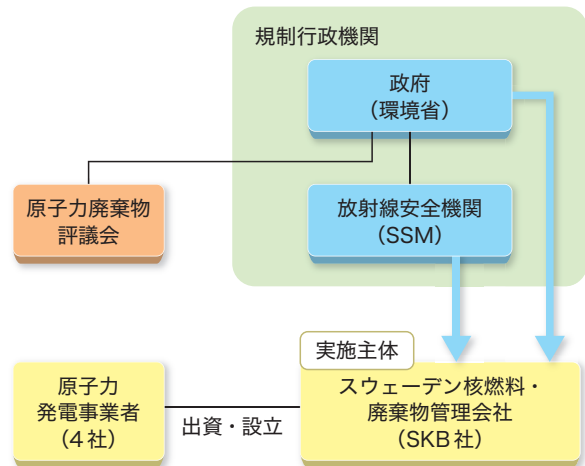 規制行政機関
政府
（環境省）
原子力廃棄物
評議会
放射線安全機関
（SSM）
実施主体
原子力
発電事業者
（4社）
出資・設立
スウェーデン核燃料・
廃棄物管理会社
（SKB社）